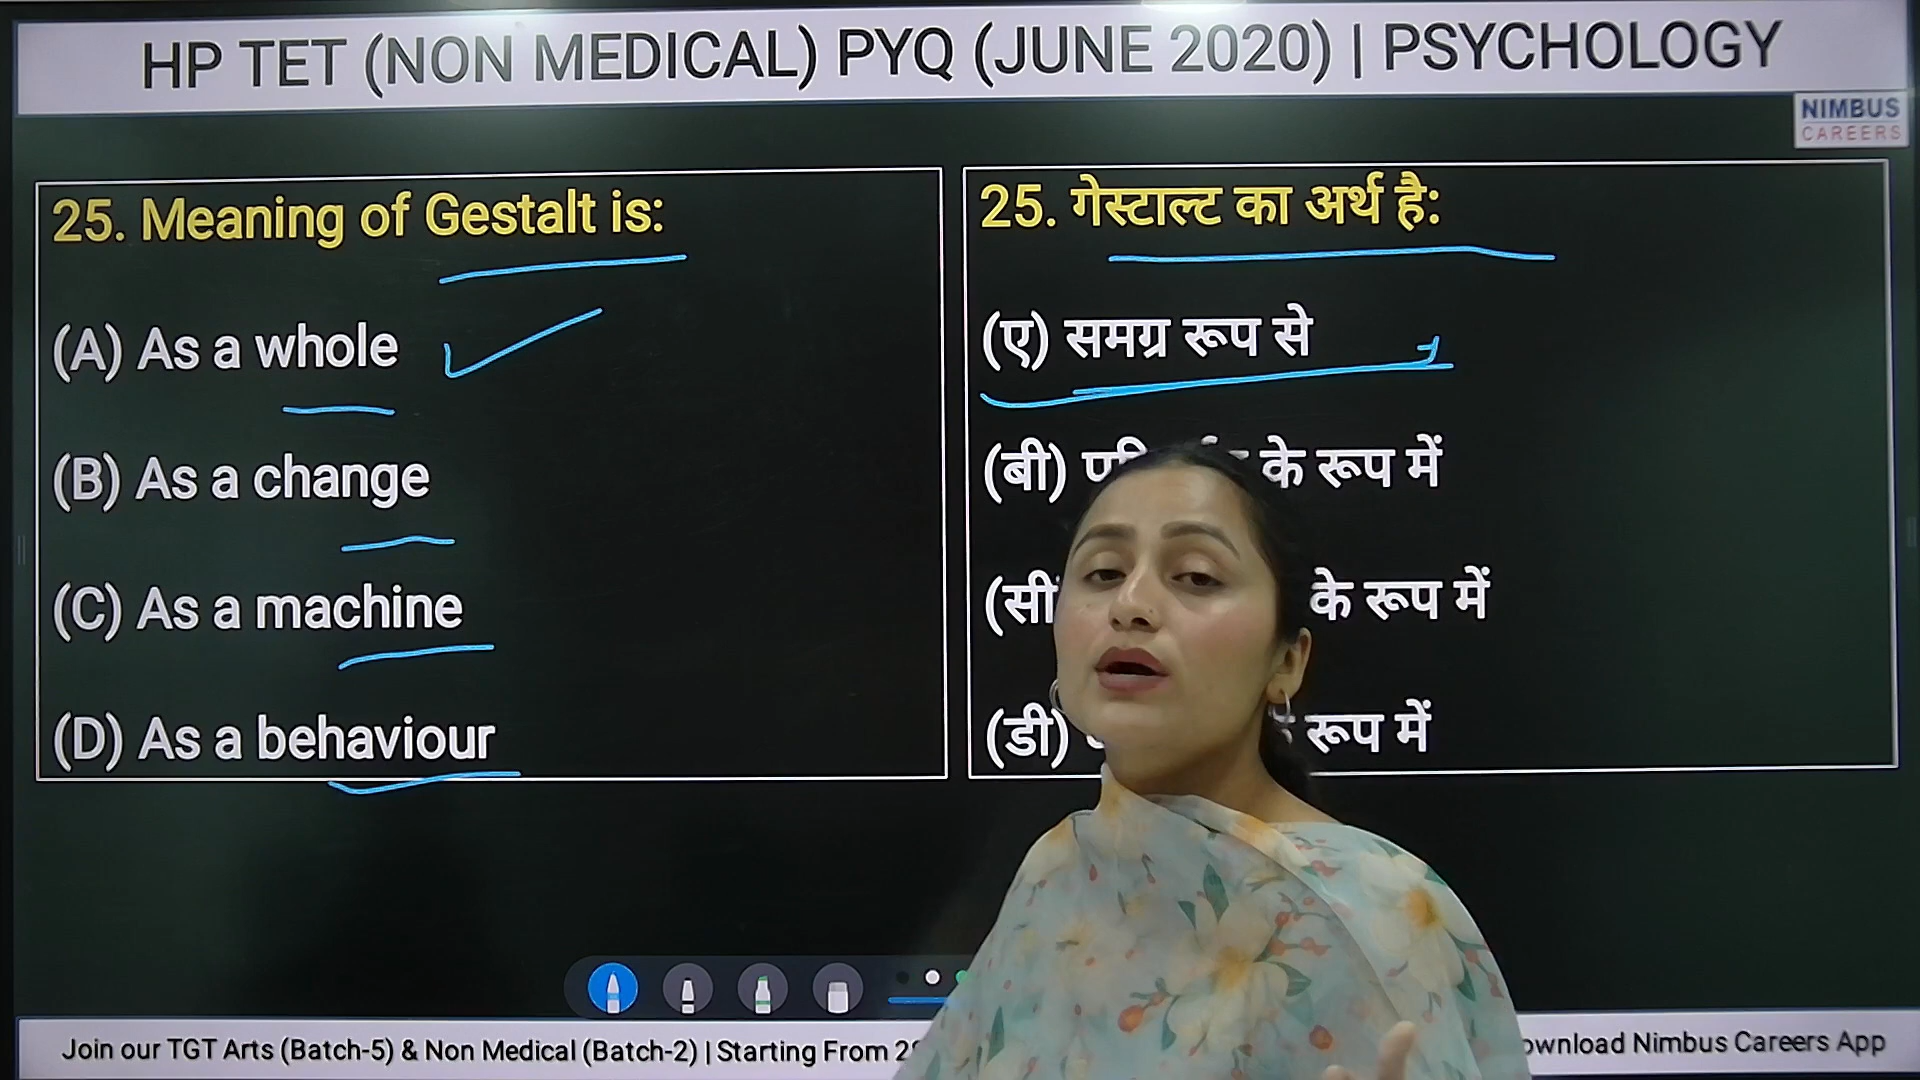 HP TET (NON MEDICAL) PYQ (JUNE 2020) | PSYCHOLOGY
NIMBUS
CAREERS
25. Meaning of Gestalt is:
(A) As a whole
(B) As a change
(C) As a machine
(D) As a behaviour
25. गेस्टाल्ट का अर्थ है:
(ए) समग्र रूप से
(बी) के रूप में
(सी के रूप में
(डी) रूप में
Join our TGT Arts (Batch-5) & Non Medical (Batch-2) | Starting From
Nimbus Careers App